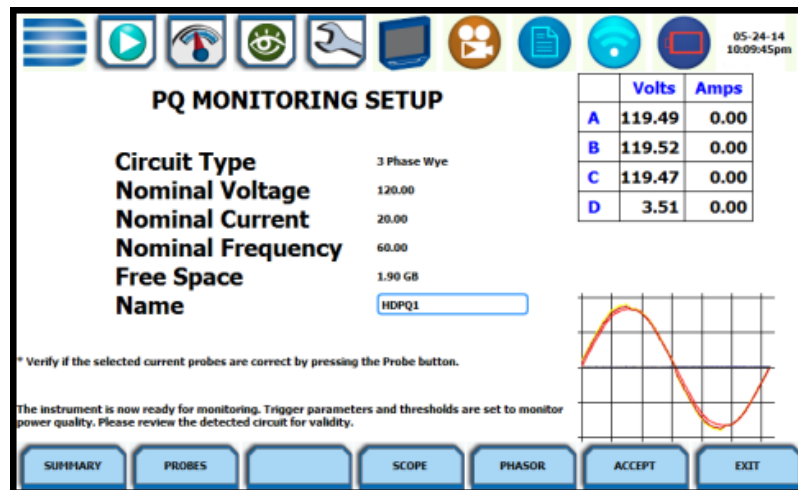 05-24-14
10:09:45pm
PQ MONITORING SETUP
Volts Amps
A 119.49 0.00
B 119.52 0.00
C 119.47 0.00
D 3.51 0.00
Circuit Type 3 Phase Wye
Nominal Voltage 120.00
Nominal Current 20.00
Nominal Frequency 60.00
Free Space 1.90 GB
Name HDPQ1
* Verify if the selected current probes are correct by pressing the Probe button.
The instrument is now ready for monitoring. Trigger parameters and thresholds are set to monitor
power quality. Please review the detected circuit for validity.
SUMMARY PROBES SCOPE PHASOR ACCEPT EXIT